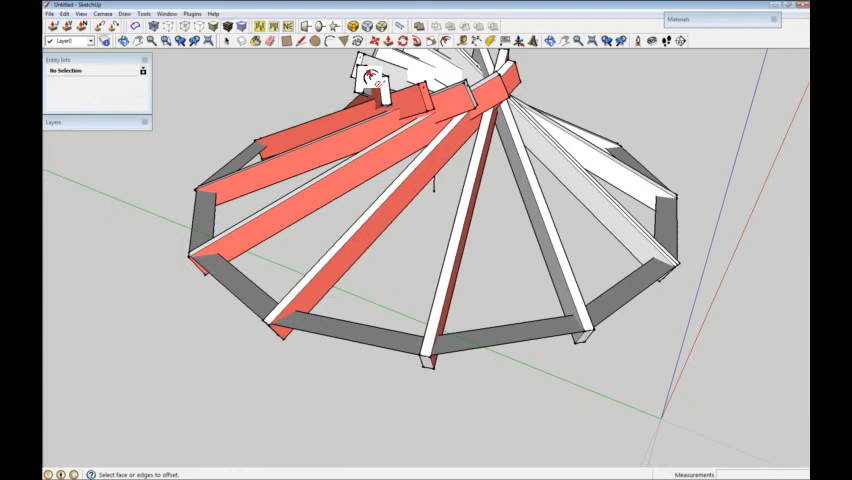 Untitled - SketchUp
File Edit View Camera Draw Tools Window Plugins Help
Materials
Layer0
Entity Info
No Selection
Layers
Select face or edges to offset.
Measurements